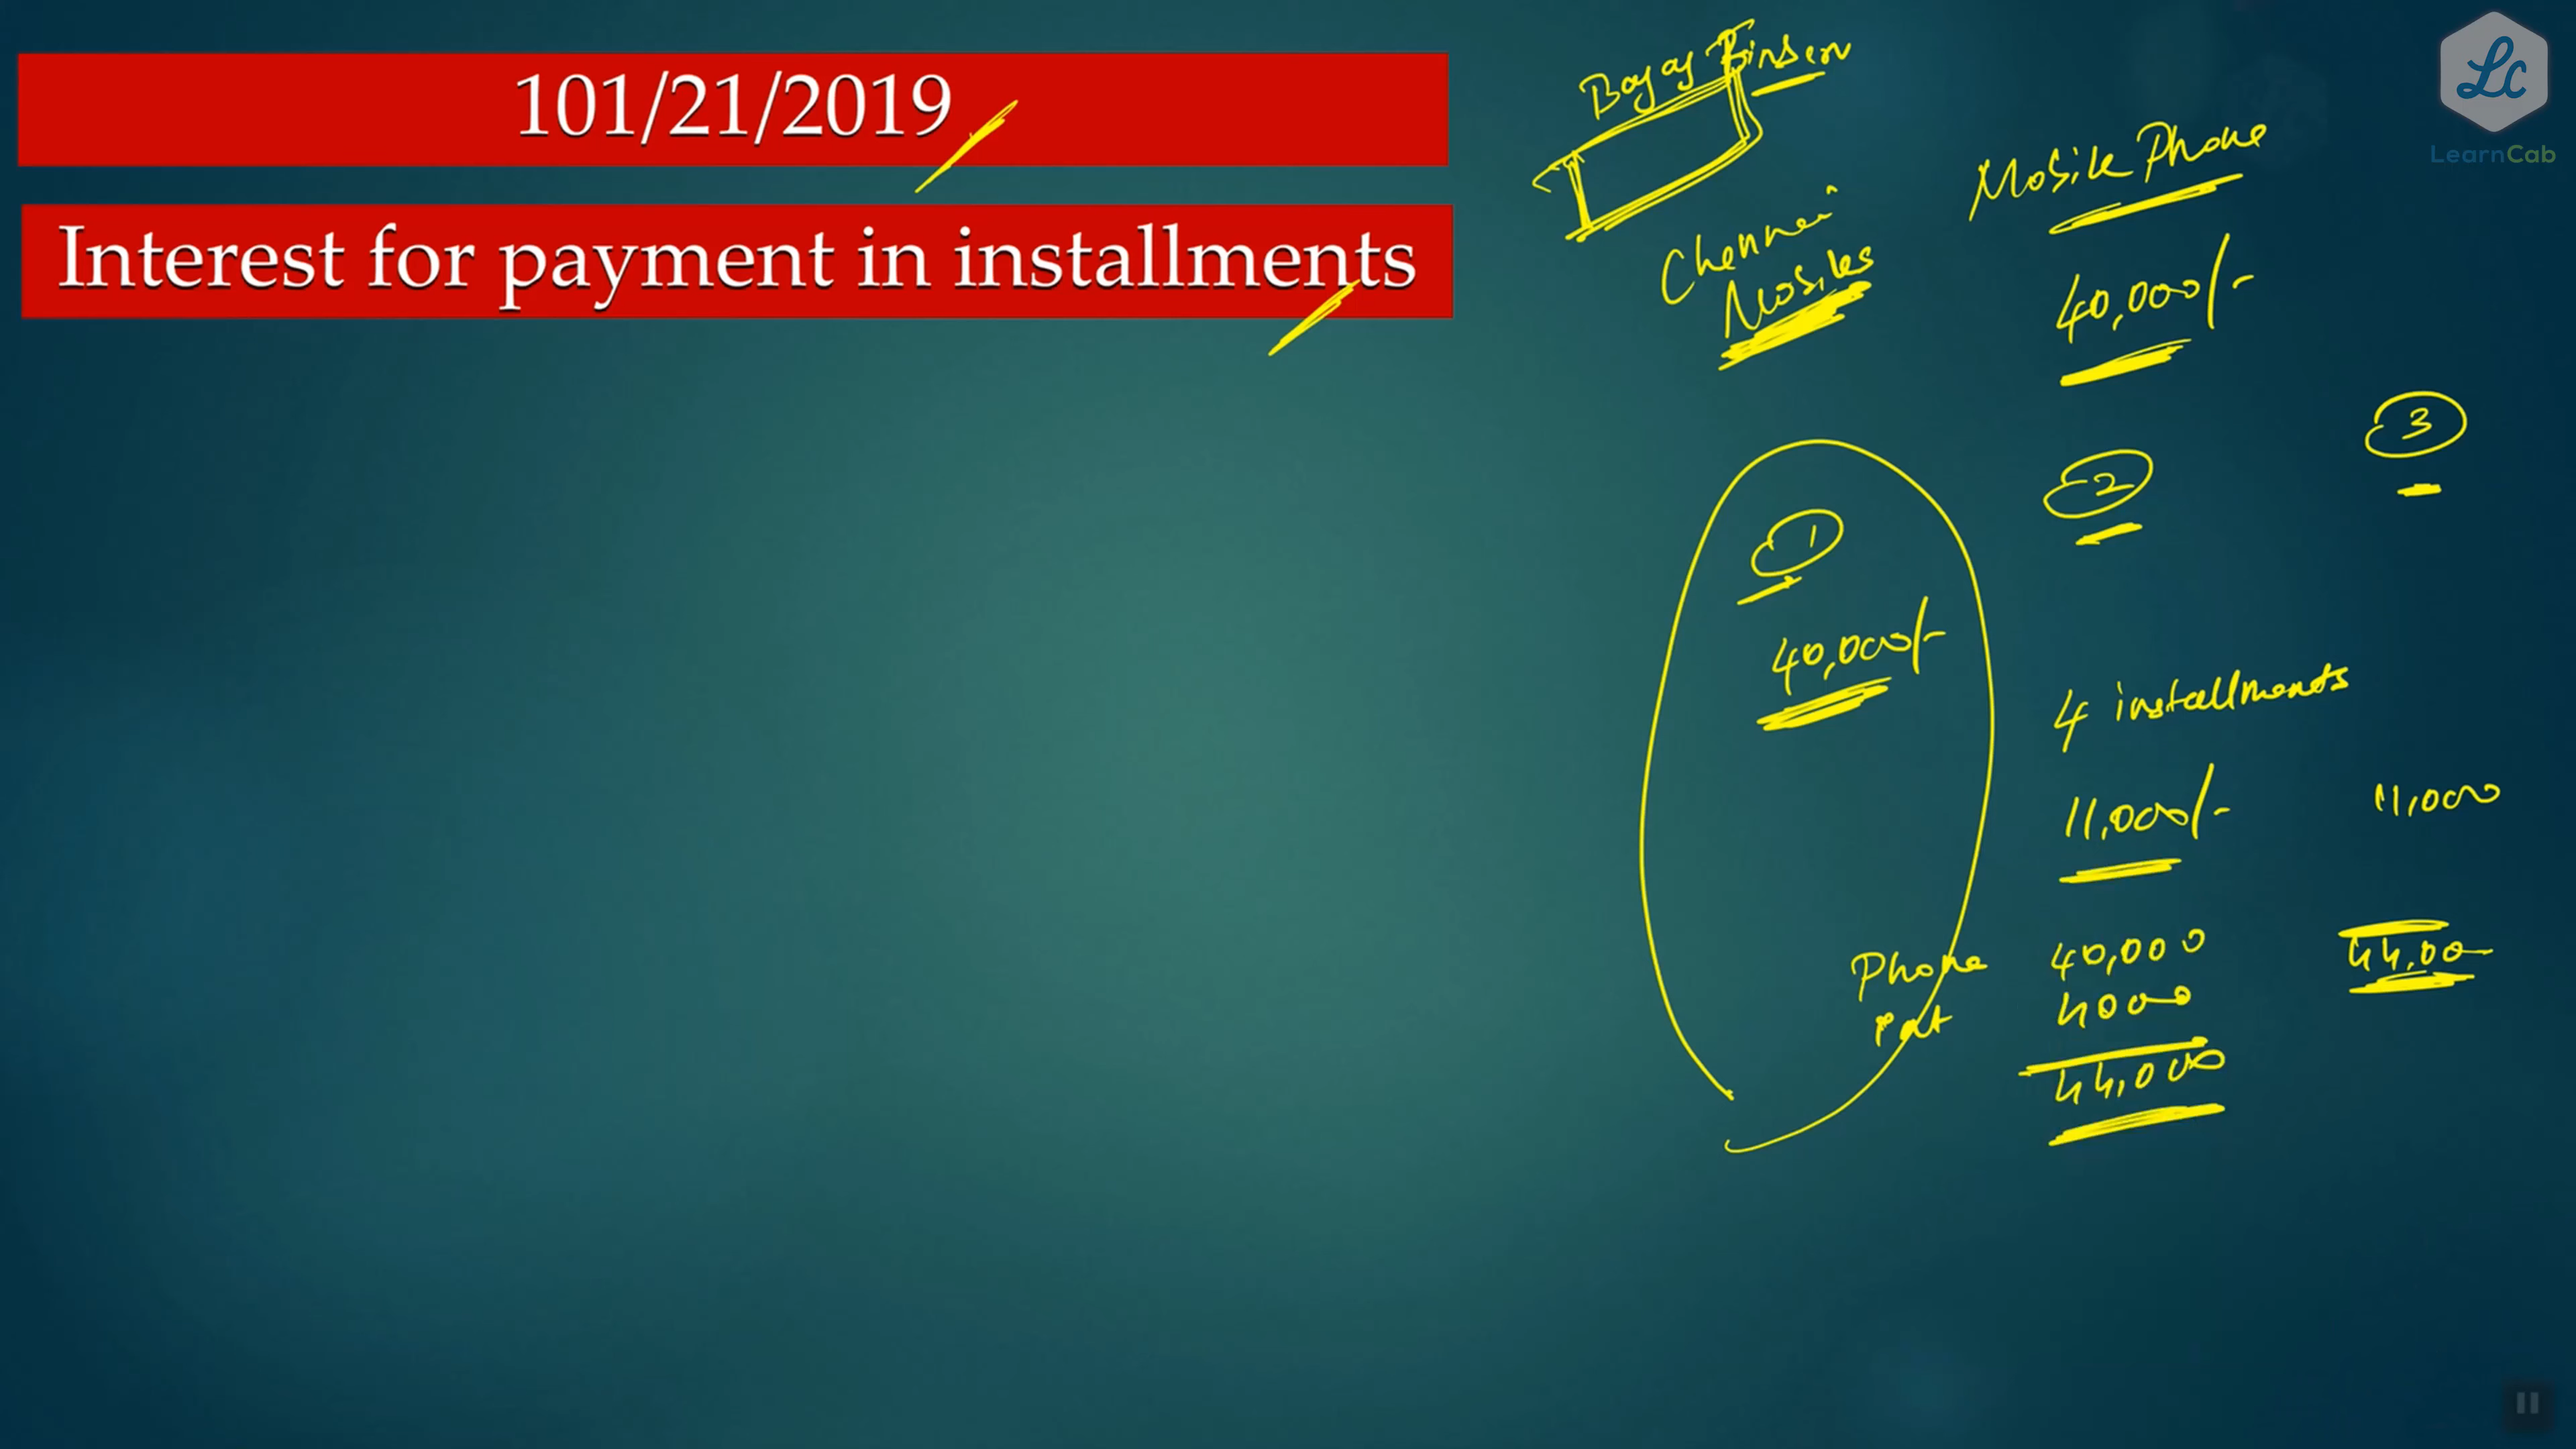 101/21/2019
Interest for payment in installments
Bajaj Finserv
Chennai
Mobiles
Mobile Phone
40,000/-
LearnCab
1
2
3
40,000/-
4 installments
11,000/-
11,000
Phone
40,000
4000
44,000
44,00